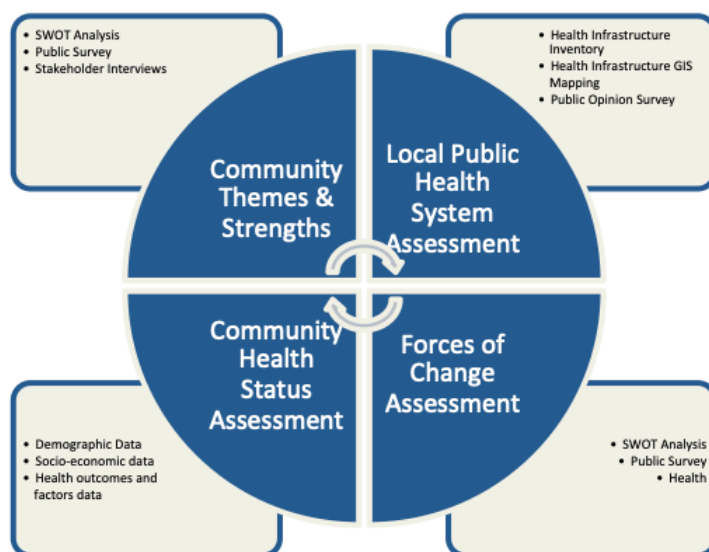 • SWOT Analysis
• Public Survey
• Stakeholder Interviews
• Health Infrastructure
Inventory
• Health Infrastructure GIS
Mapping
• Public Opinion Survey
Community
Themes &
Strengths
Local Public
Health
System
Assessment
Community
Health
Status
Assessment
Forces of
Change
Assessment
• Demographic Data
• Socio-economic data
• Health outcomes and
factors data
• SWOT Analysis
• Public Survey
• Health